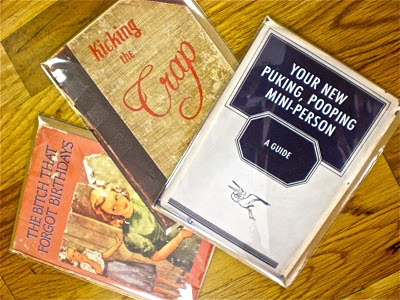 Kicking
the
Crap
YOUR NEW
PUKING, POOPING
MINI-PERSON
A GUIDE
THE BITCH THAT
FORGOT BIRTHDAYS